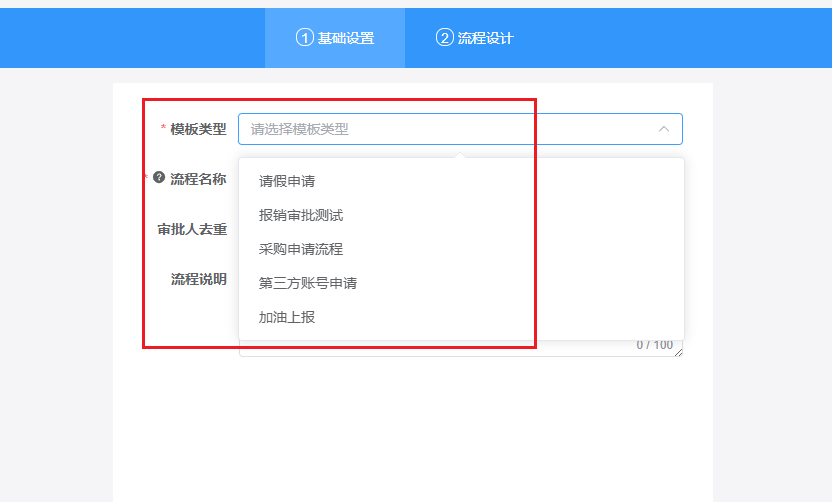 ① 基础设置
② 流程设计
* 模板类型
请选择模板类型
* ? 流程名称
请假申请
报销审批测试
审批人去重
采购申请流程
流程说明
第三方账号申请
加油上报
0 / 100